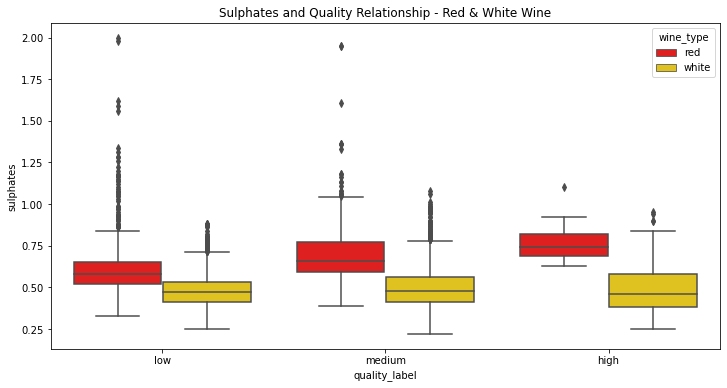 Sulphates and Quality Relationship - Red & White Wine
wine_type
red
white
sulphates
2.00
1.75
1.50
1.25
1.00
0.75
0.50
0.25
low
medium
high
quality_label